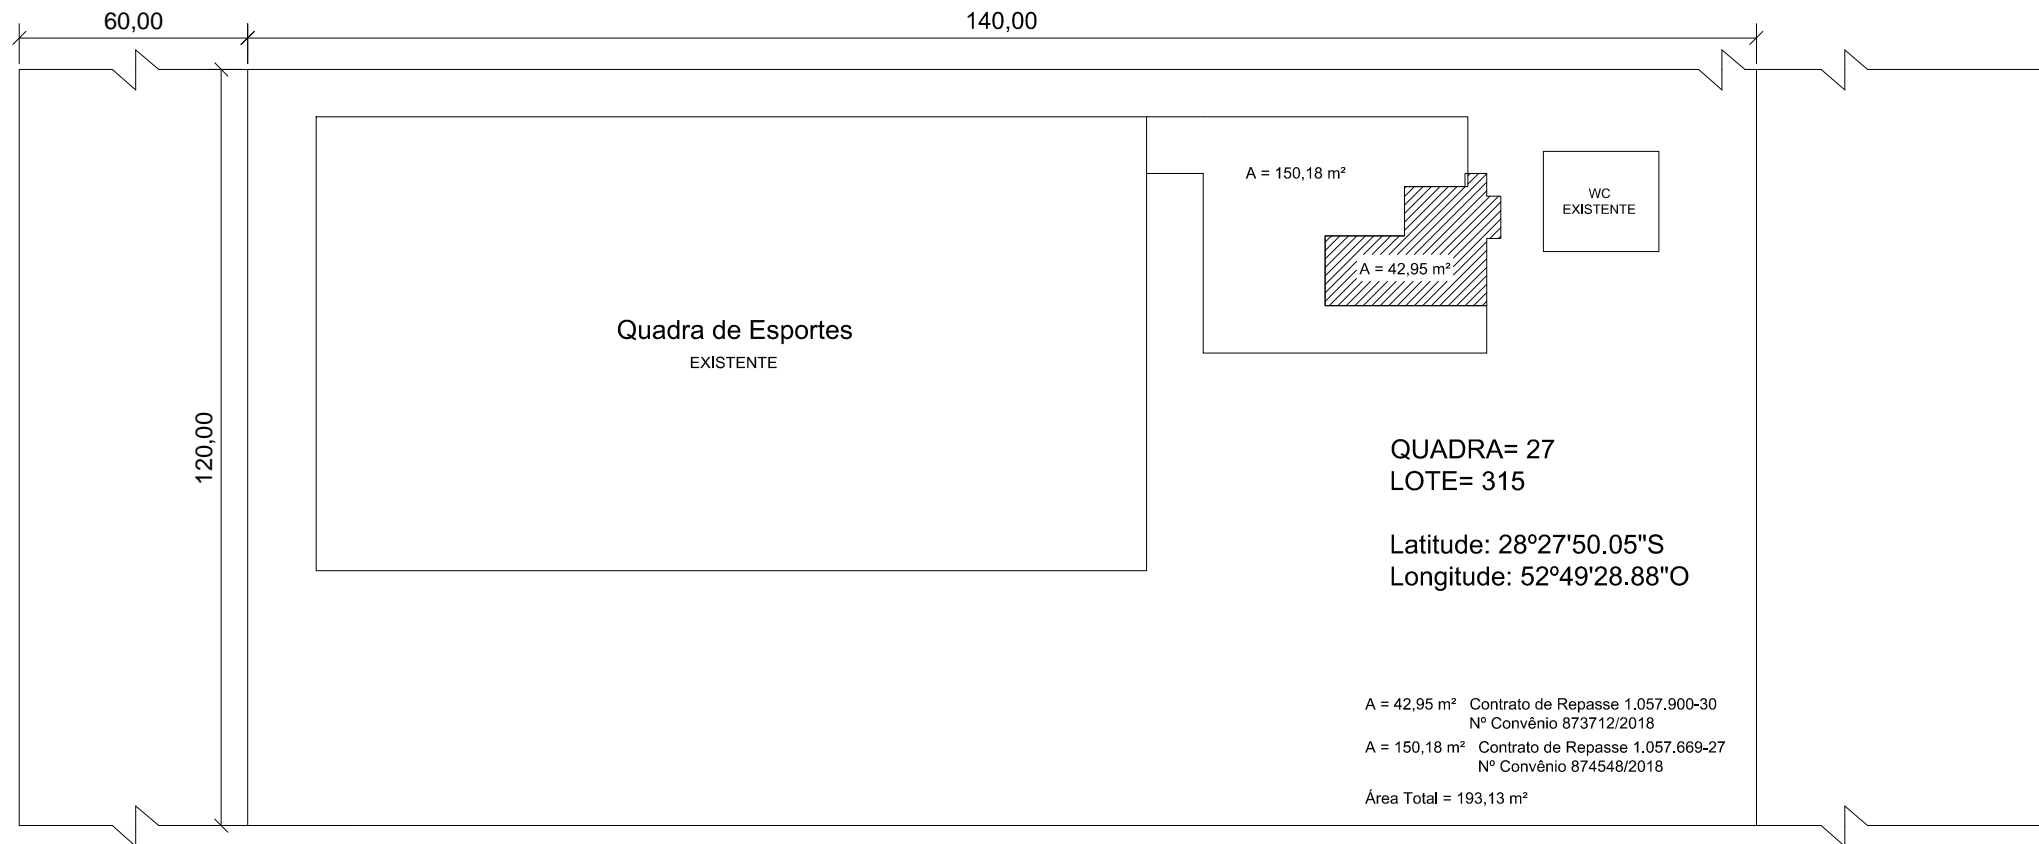 60,00
140,00
A = 150,18 m²
WC
EXISTENTE
A = 42,95 m²
Quadra de Esportes
EXISTENTE
120,00
QUADRA= 27
LOTE= 315
Latitude: 28º27'50.05"S
Longitude: 52º49'28.88"O
A = 42,95 m² Contrato de Repasse 1.057.900-30
Nº Convênio 873712/2018
A = 150,18 m² Contrato de Repasse 1.057.669-27
Nº Convênio 874548/2018
Área Total = 193,13 m²